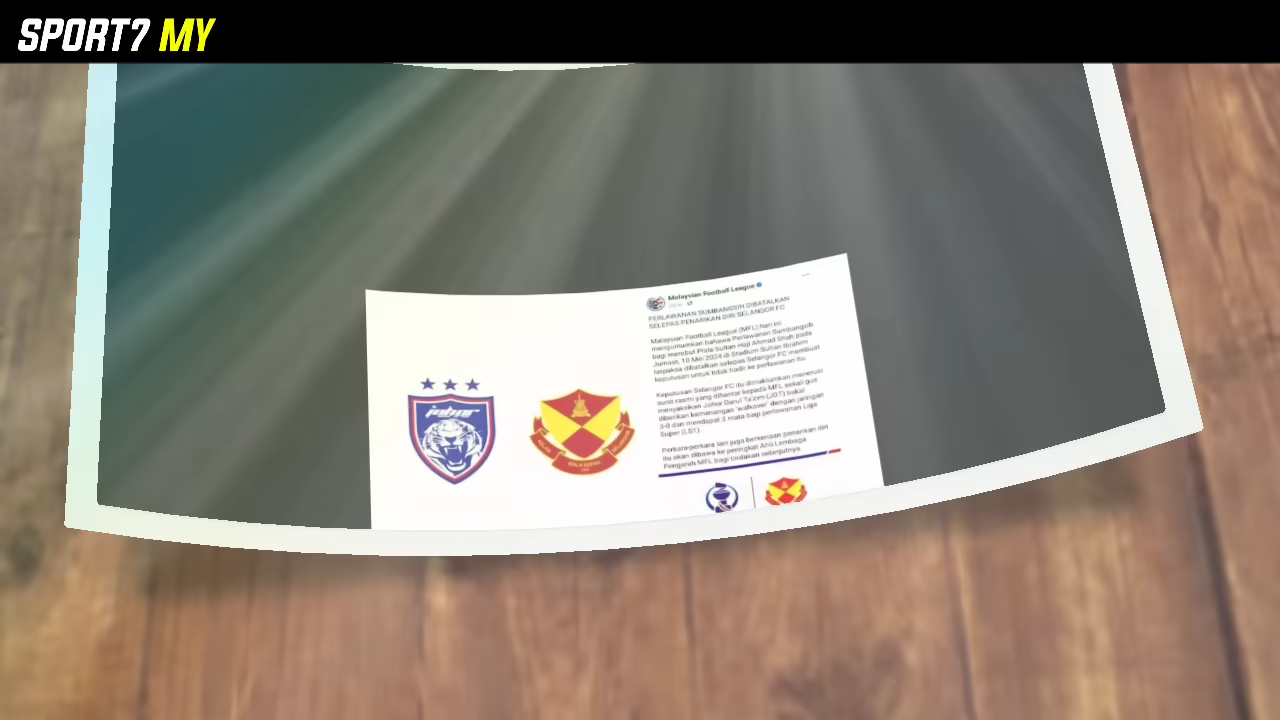 SPORT7 MY
Malaysian Football League
PERLAWANAN SUMBANGSIH DIBATALKAN
SELEPAS PENARIKAN DIRI SELANGOR FC
Malaysian Football League (MFL) hari ini
mengumumkan bahawa Perlawanan Sumbangsih
bagi merebut Piala Sultan Haji Ahmad Shah pada
Jumaat, 10 Mei 2024 di Stadium Sultan Ibrahim
terpaksa dibatalkan selepas Selangor FC membuat
keputusan untuk tidak hadir ke perlawanan itu.
Keputusan Selangor FC itu dimaklumkan menerusi
surat rasmi yang dihantar kepada MFL sekali gus
menyaksikan Johor Darul Ta'zim (JDT) bakal
diberikan kemenangan 'walkover' dengan jaringan
3-0 dan mendapat 3 mata bagi perlawanan Liga
Super (LS1).
Perkara-perkara lain juga berkenaan penarikan diri
itu akan dibawa ke peringkat Ahli Lembaga
Pengarah MFL bagi tindakan selanjutnya.
johor
SELANGOR